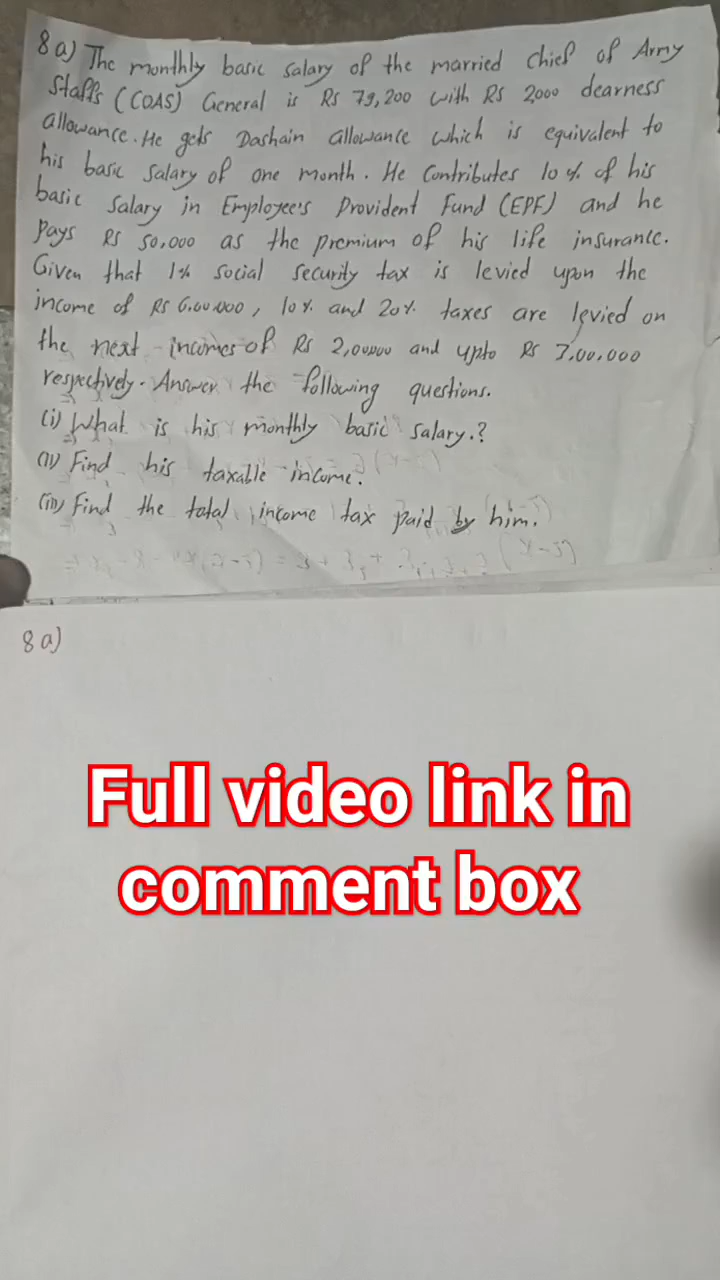 8 a) The monthly basic salary of the married chief of Army
Staffs (COAS) General is Rs 79,200 with Rs 2000 dearness
allowance. He gets Dashain allowance which is equivalent to
his basic salary of one month. He Contributes 10 % of his
basic salary in Employee's Provident Fund (EPF) and he
pays Rs 50,000 as the premium of his life insurance.
Given that 1% social security tax is levied upon the
income of Rs 6,00,000, 10% and 20% taxes are levied on
the next incomes of Rs 2,00000 and upto Rs 3,00,000
respectively. Answer the following questions.
(i) What is his monthly basic salary.?
(ii) Find his taxable income.
(iii) Find the total income tax paid by him.
8 a)
Full video link in
comment box